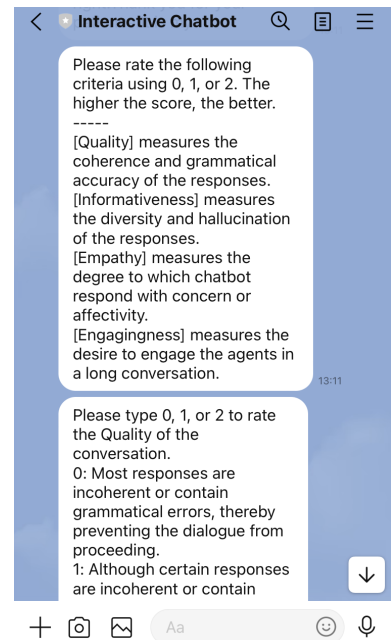 Interactive Chatbot
Please rate the following
criteria using 0, 1, or 2. The
higher the score, the better.
-----
[Quality] measures the
coherence and grammatical
accuracy of the responses.
[Informativeness] measures
the diversity and hallucination
of the responses.
[Empathy] measures the
degree to which chatbot
respond with concern or
affectivity.
[Engagingness] measures the
desire to engage the agents in
a long conversation.
13:11
Please type 0, 1, or 2 to rate
the Quality of the
conversation.
0: Most responses are
incoherent or contain
grammatical errors, thereby
preventing the dialogue from
proceeding.
1: Although certain responses
are incoherent or contain
Aa